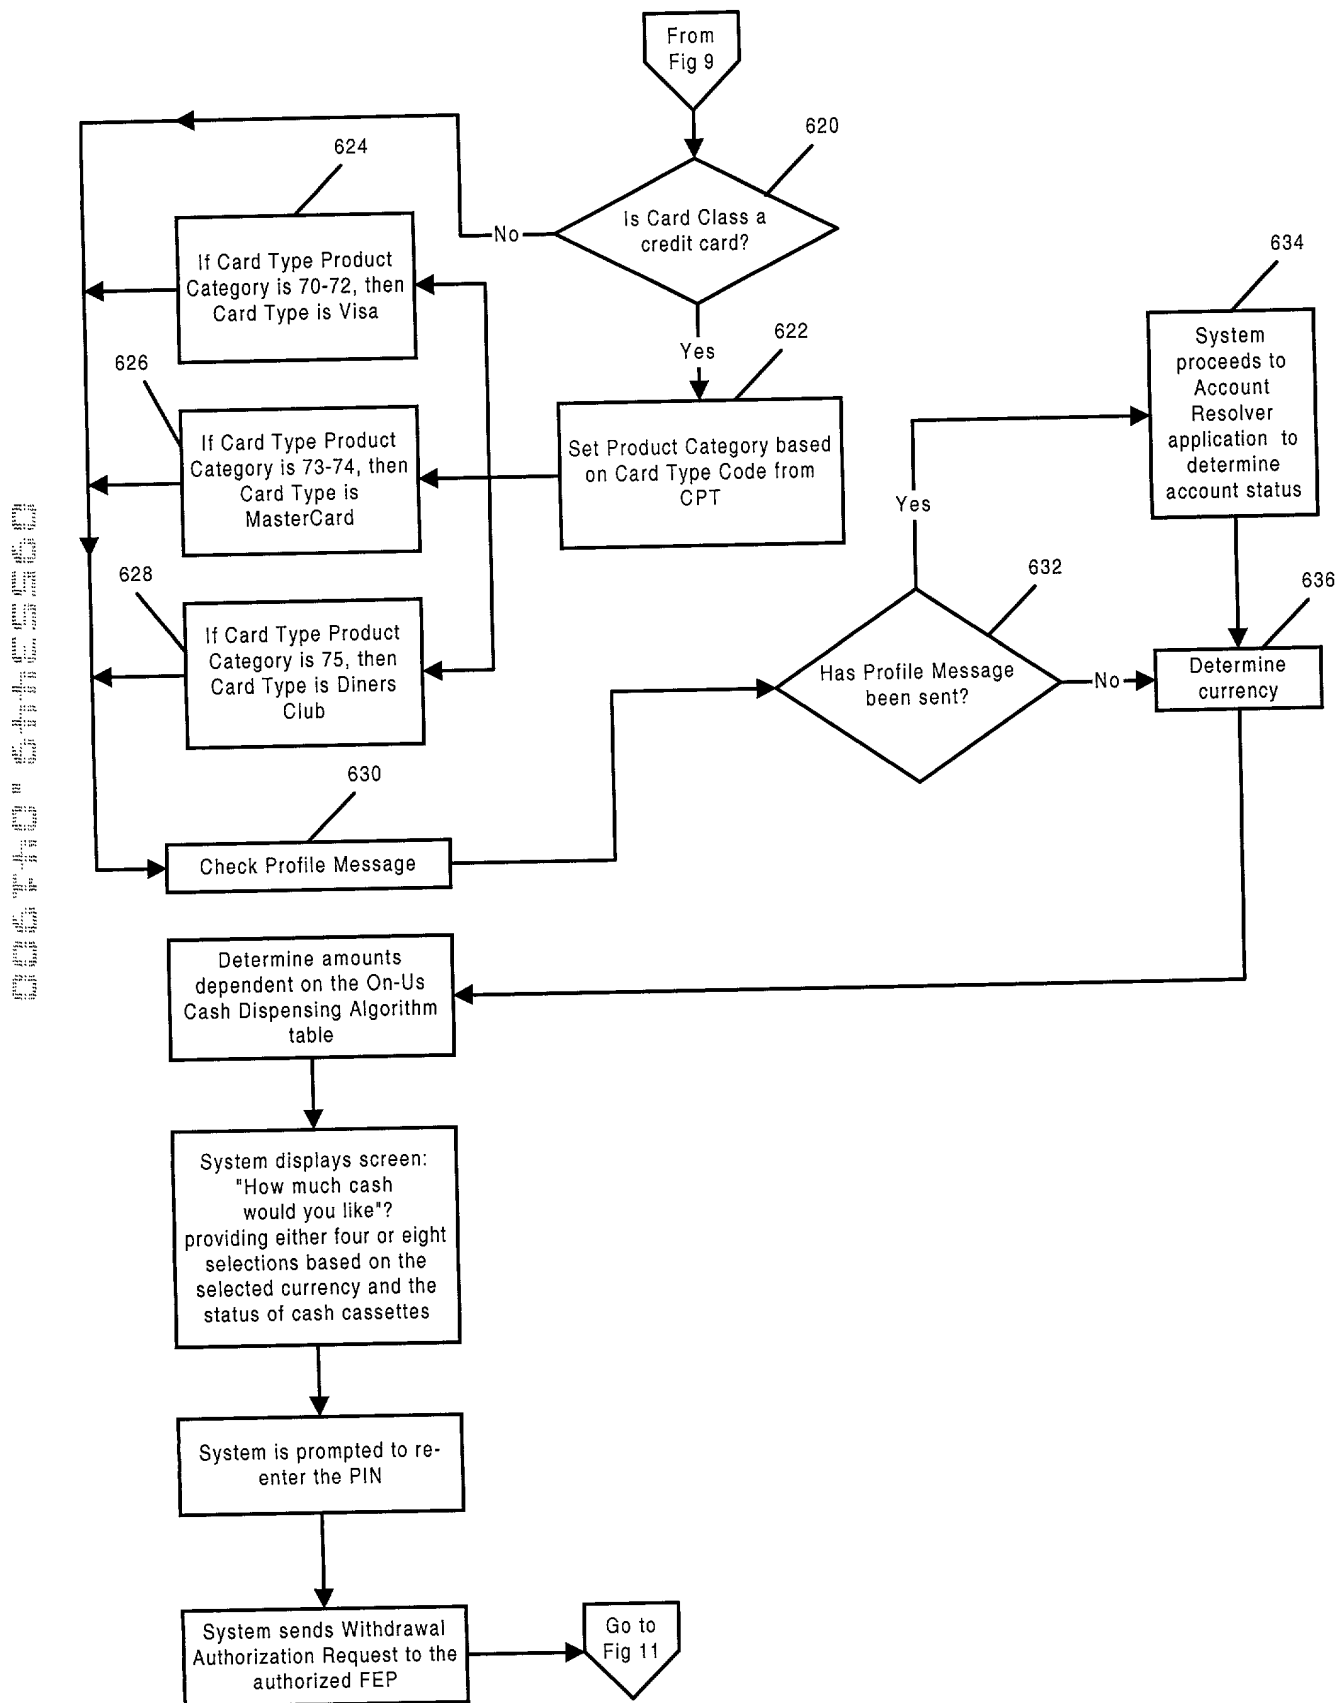 From
Fig 9
620
Is Card Class a
credit card?
No
Yes
624
If Card Type Product
Category is 70-72, then
Card Type is Visa
622
Set Product Category based
on Card Type Code from
CPT
626
If Card Type Product
Category is 73-74, then
Card Type is
MasterCard
628
If Card Type Product
Category is 75, then
Card Type is Diners
Club
630
Check Profile Message
632
Has Profile Message
been sent?
Yes
No
634
System
proceeds to
Account
Resolver
application to
determine
account status
636
Determine
currency
Determine amounts
dependent on the On-Us
Cash Dispensing Algorithm
table
System displays screen:
"How much cash
would you like"?
providing either four or eight
selections based on the
selected currency and the
status of cash cassettes
System is prompted to re-
enter the PIN
System sends Withdrawal
Authorization Request to the
authorized FEP
Go to
Fig 11